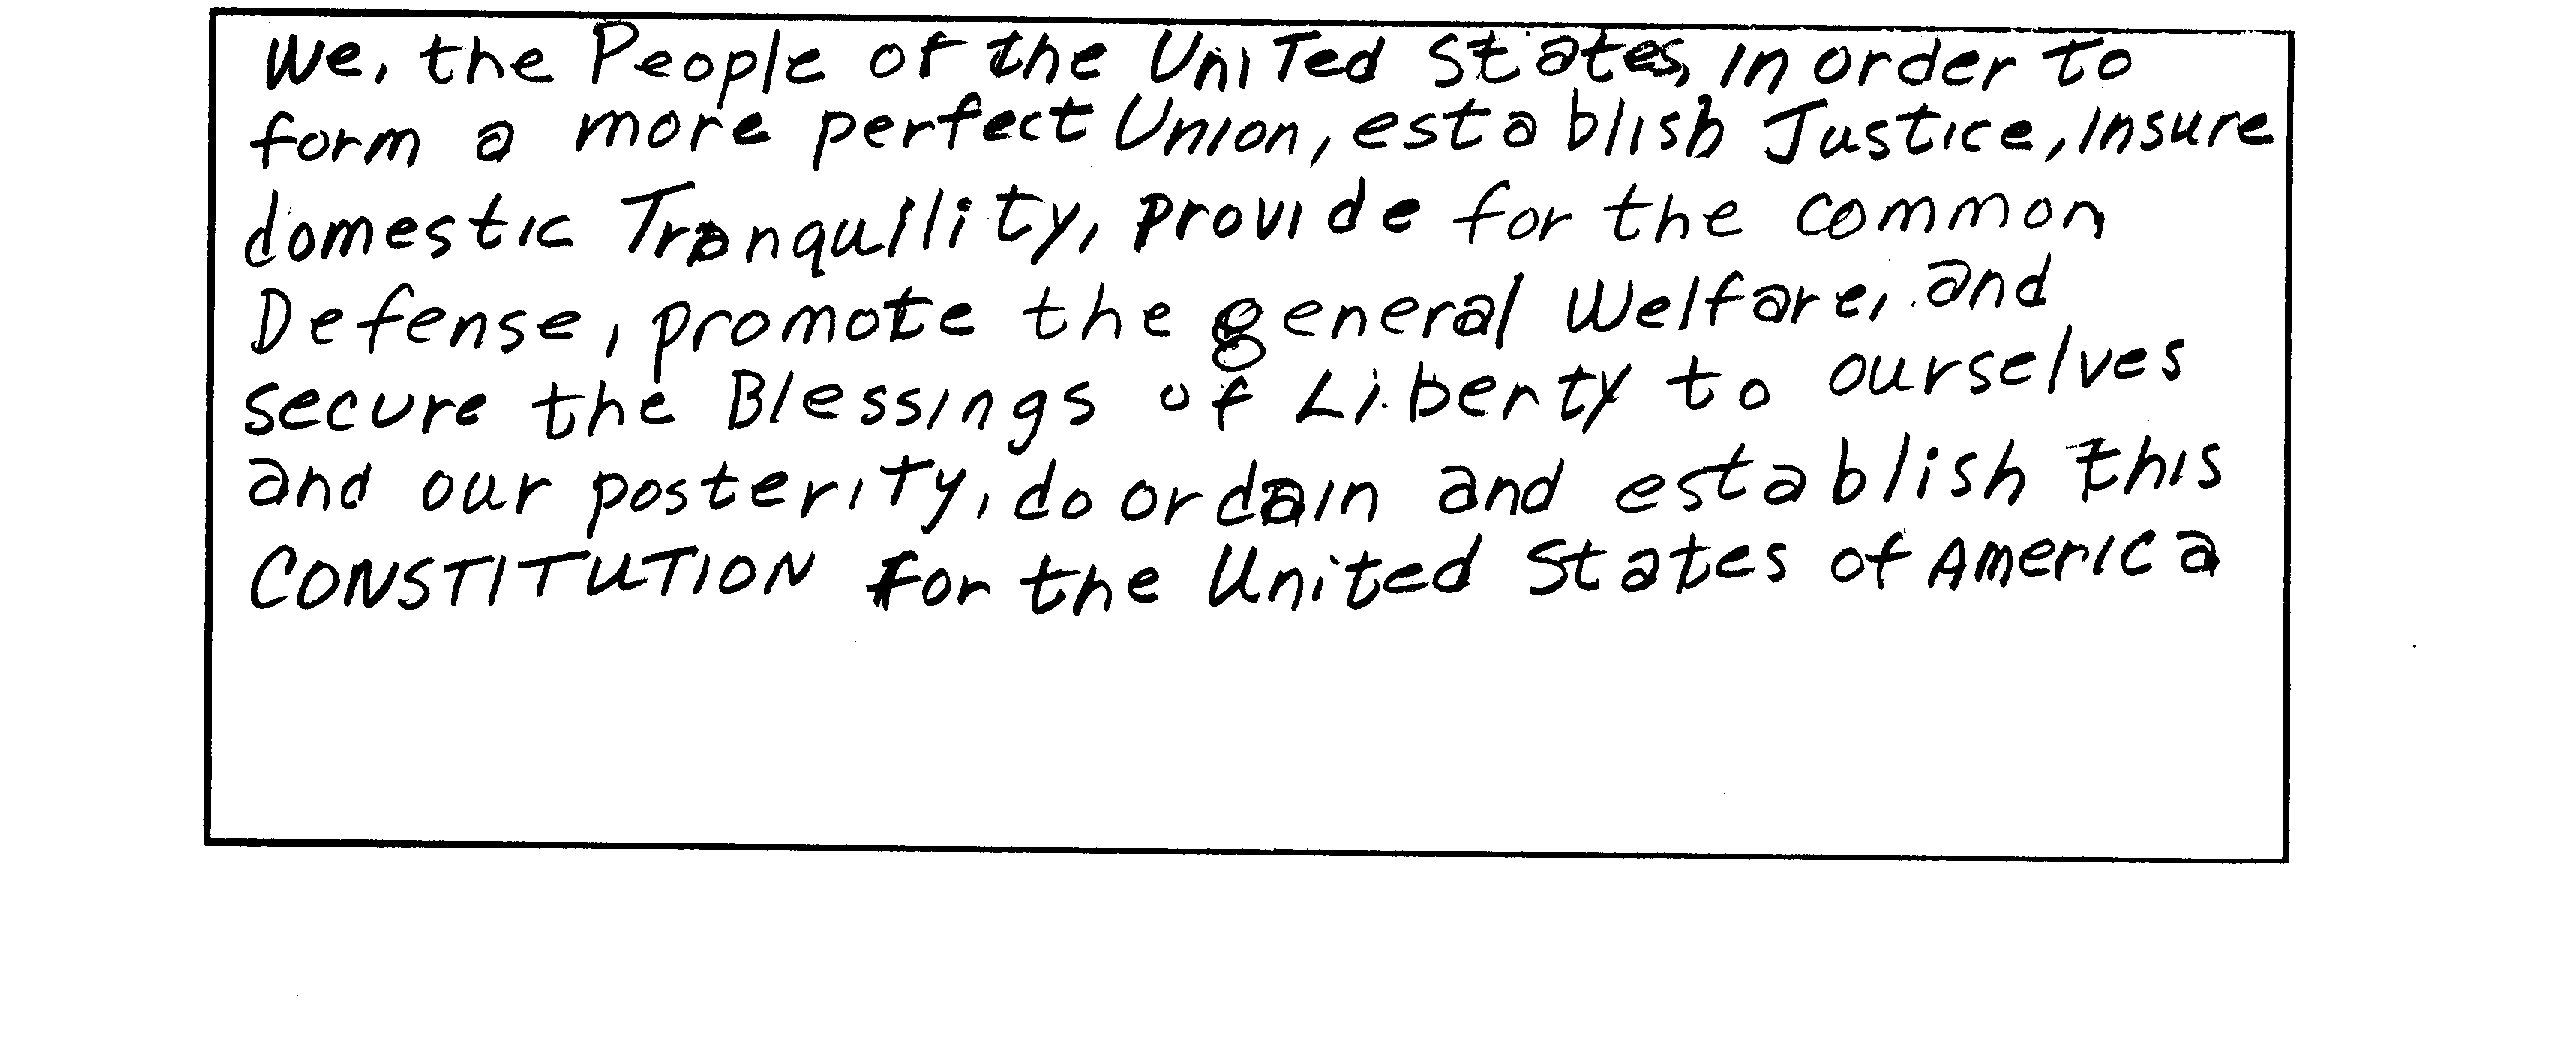 We, the People of the United States, in order to
form a more perfect Union, establish Justice, insure
domestic Tranquility, provide for the common
Defense, promote the general Welfare, and
secure the Blessings of Liberty to ourselves
and our posterity, do ordain and establish this
CONSTITUTION for the United States of America